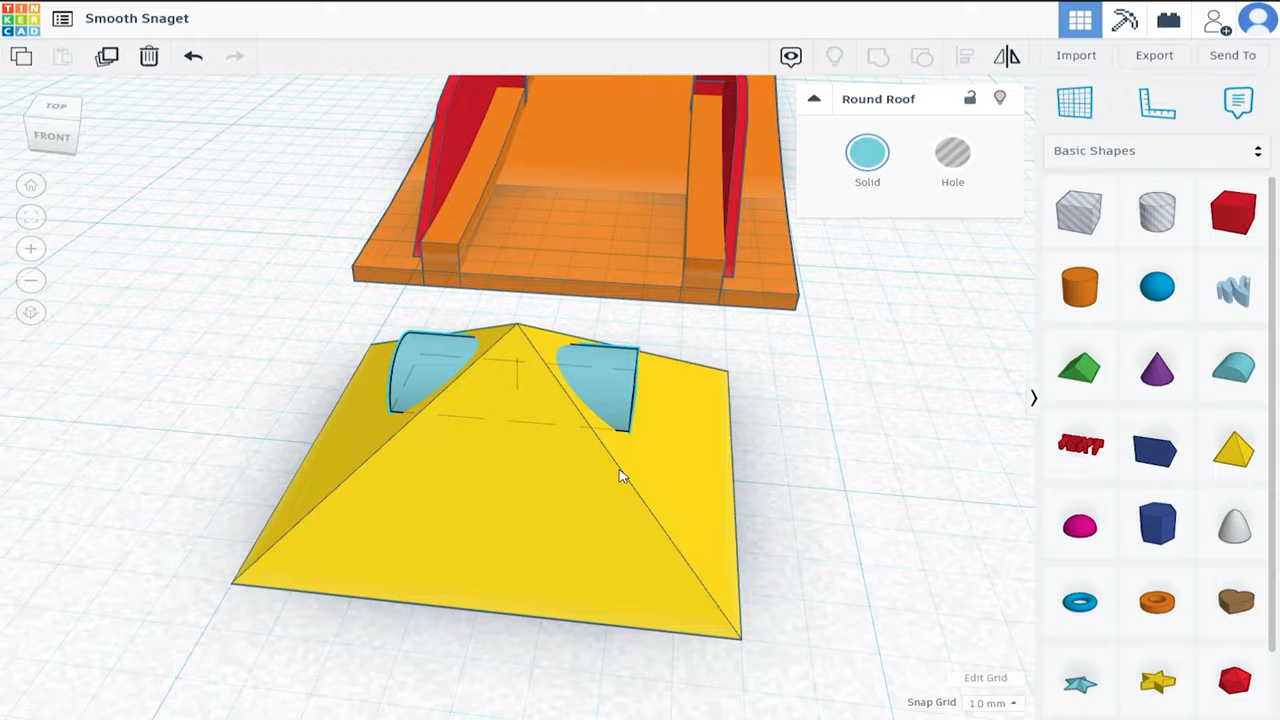 TIN
KER
CAD
Smooth Snaget
Import
Export
Send To
TOP
FRONT
Round Roof
Solid
Hole
Basic Shapes
TEXT
Edit Grid
Snap Grid
1.0 mm